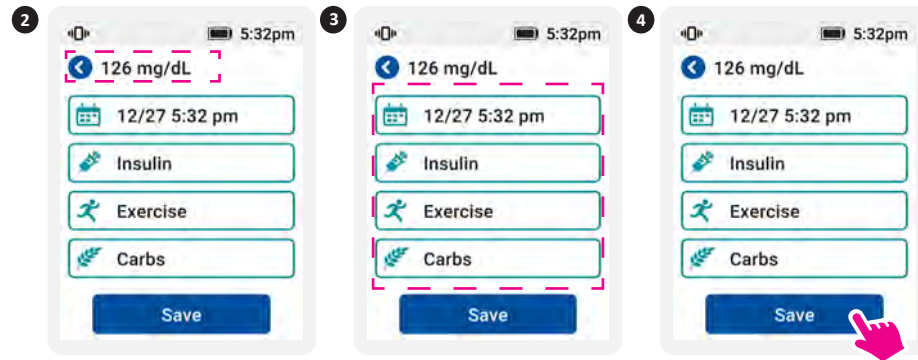 2
5:32pm
126 mg/dL
12/27 5:32 pm
Insulin
Exercise
Carbs
Save
3
5:32pm
126 mg/dL
12/27 5:32 pm
Insulin
Exercise
Carbs
Save
4
5:32pm
126 mg/dL
12/27 5:32 pm
Insulin
Exercise
Carbs
Save